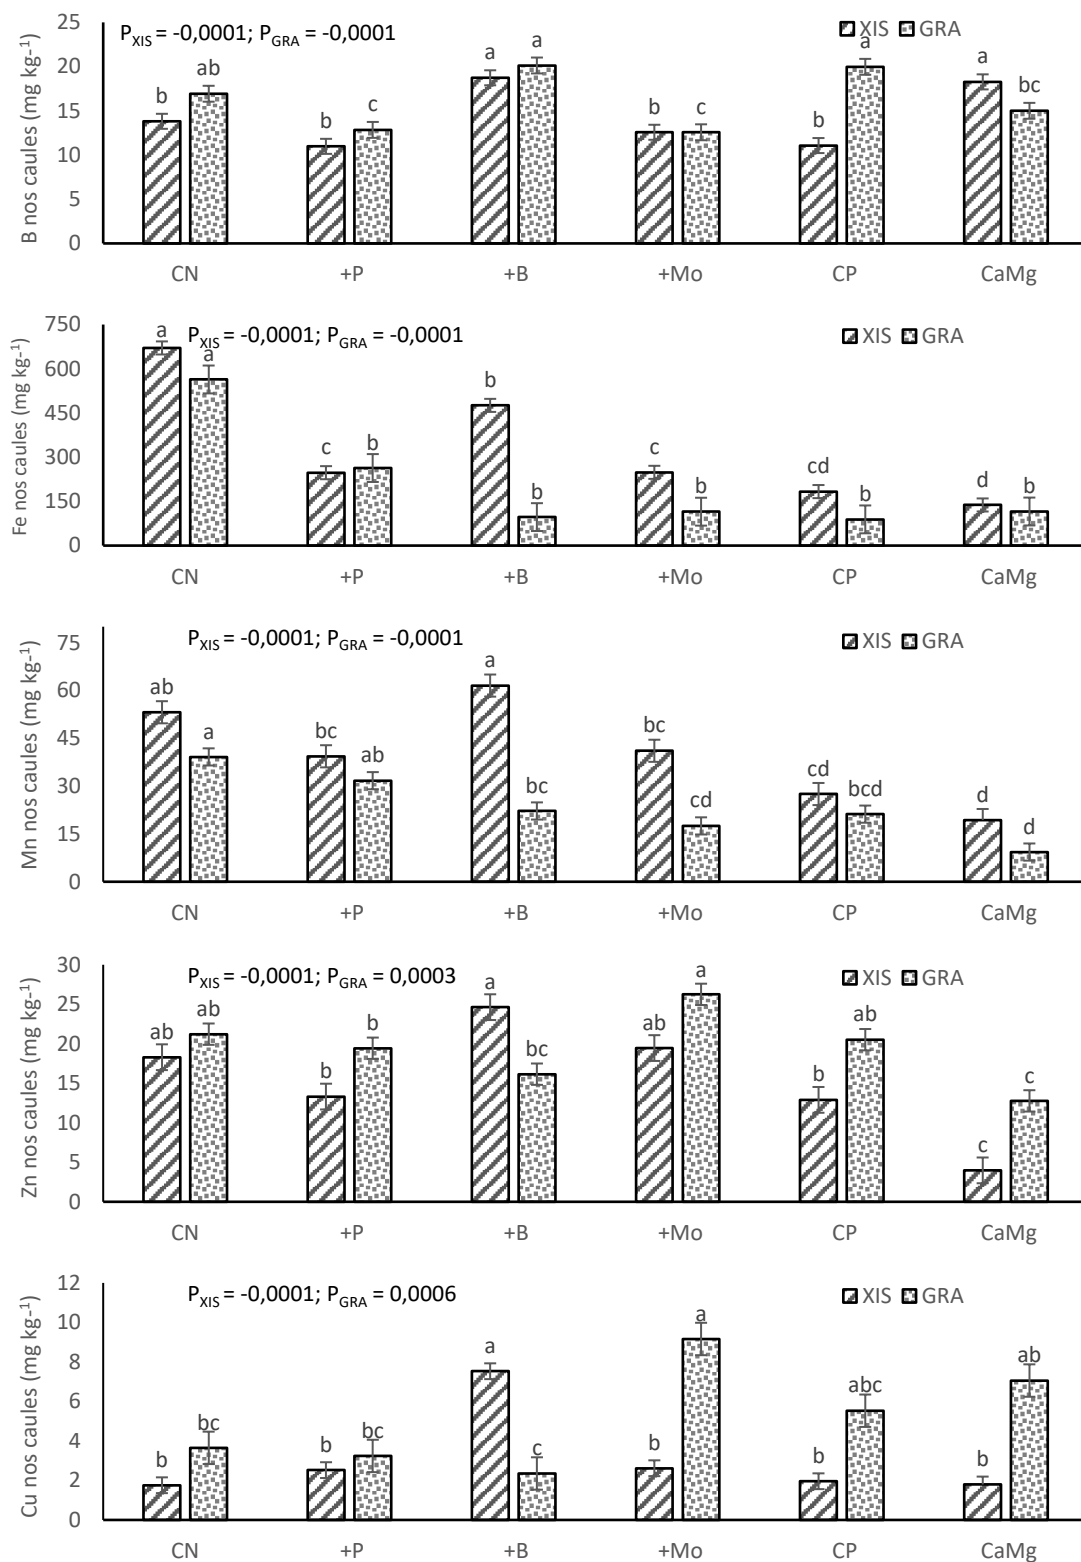 P_XIS = -0,0001; P_GRA = -0,0001
XIS GRA
B nos caules (mg kg-¹)
25
20
15
10
5
0
b ab b c a a b c b a a bc
CN +P +B +Mo CP CaMg
P_XIS = -0,0001; P_GRA = -0,0001
XIS GRA
Fe nos caules (mg kg-¹)
750
600
450
300
150
0
a a c b b b c b cd b d b
CN +P +B +Mo CP CaMg
P_XIS = -0,0001; P_GRA = -0,0001
XIS GRA
Mn nos caules (mg kg-¹)
75
60
45
30
15
0
ab a bc ab a bc bc cd cd bcd d d
CN +P +B +Mo CP CaMg
P_XIS = -0,0001; P_GRA = 0,0003
XIS GRA
Zn nos caules (mg kg-¹)
30
25
20
15
10
5
0
ab ab b b a bc ab a b ab c c
CN +P +B +Mo CP CaMg
P_XIS = -0,0001; P_GRA = 0,0006
XIS GRA
Cu nos caules (mg kg-¹)
12
10
8
6
4
2
0
b bc b bc a c b a b abc b ab
CN +P +B +Mo CP CaMg